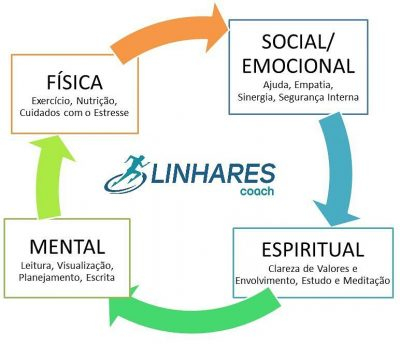 FÍSICA
Exercício, Nutrição,
Cuidados com o Estresse
SOCIAL/
EMOCIONAL
Ajuda, Empatia,
Sinergia, Segurança Interna
LINHARES
coach
MENTAL
Leitura, Visualização,
Planejamento, Escrita
ESPIRITUAL
Clareza de Valores e
Envolvimento, Estudo e Meditação